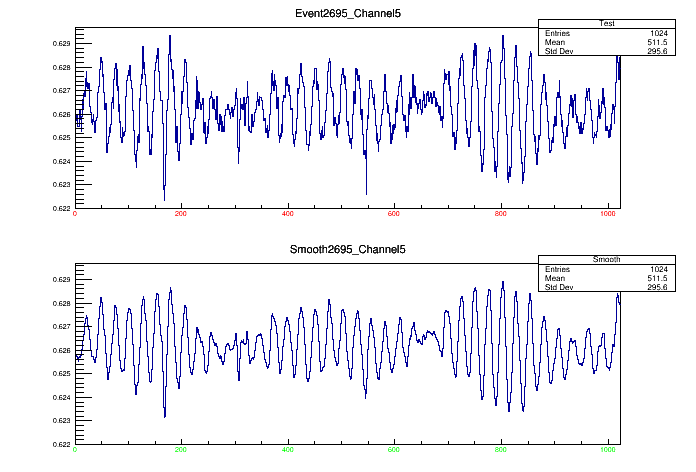 Event2695_Channel5
Test
Entries 1024
Mean 511.5
Std Dev 295.6
0.629
0.628
0.627
0.626
0.625
0.624
0.623
0.622
0 200 400 600 800 1000
Smooth2695_Channel5
Smooth
Entries 1024
Mean 511.5
Std Dev 295.6
0.629
0.628
0.627
0.626
0.625
0.624
0.623
0.622
0 200 400 600 800 1000